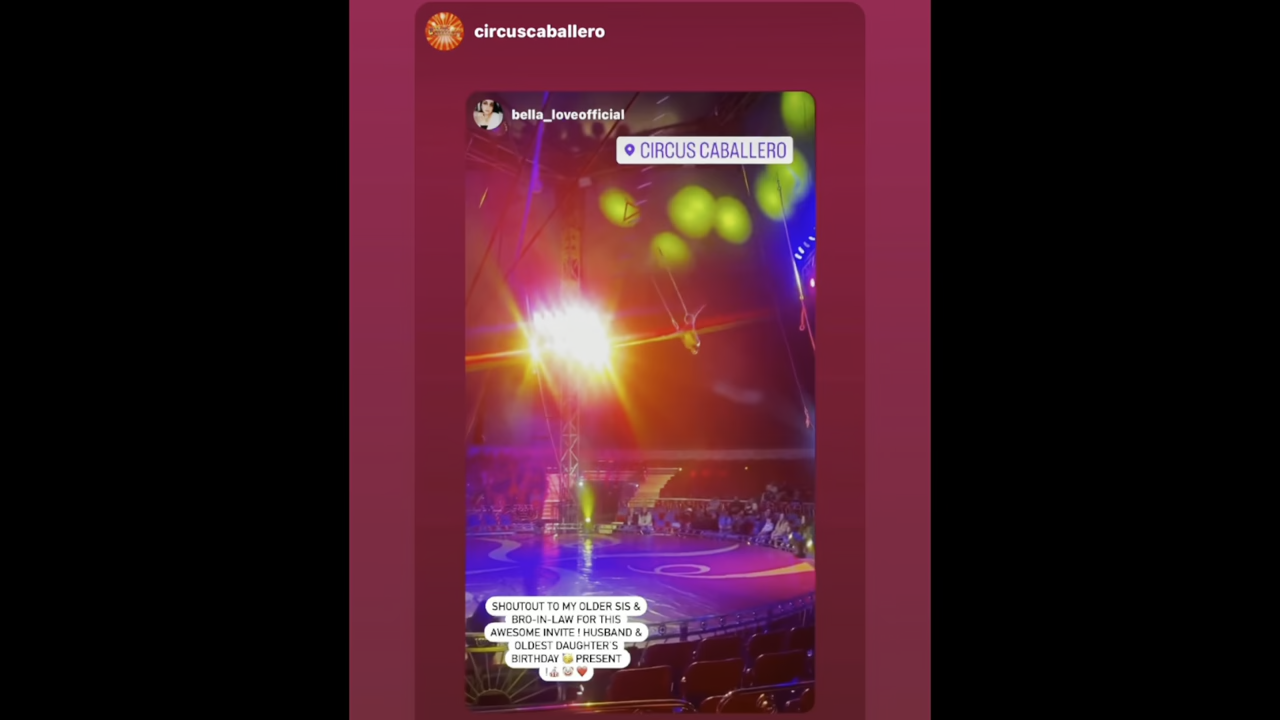 circuscaballero
bella_loveofficial
CIRCUS CABALLERO
SHOUTOUT TO MY OLDER SIS &
BRO-IN-LAW FOR THIS
AWESOME INVITE ! HUSBAND &
OLDEST DAUGHTER'S
BIRTHDAY 🥳 PRESENT
! 🎪 🤡 ❤️